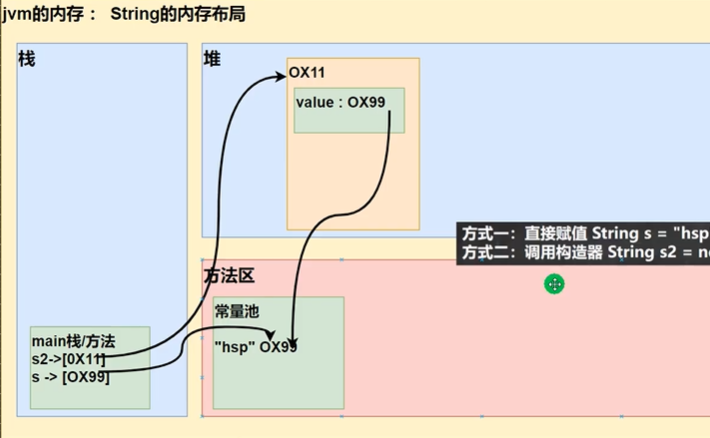 jvm的内存： String的内存布局
栈
堆
OX11
value : OX99
方式一：直接赋值 String s = "hsp
方式二：调用构造器 String s2 = n
方法区
常量池
"hsp" OX99
main栈/方法
s2->[0X11]
s -> [OX99]